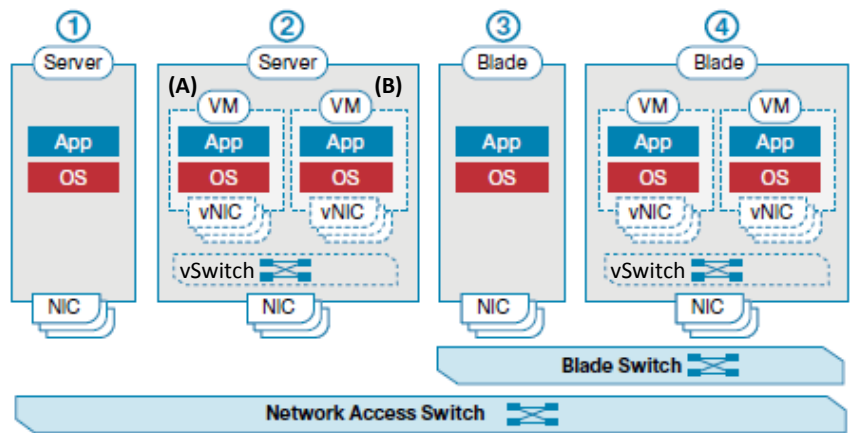 1 2 3 4
Server Server Blade Blade
(A) (B)
VM VM VM VM
App App App App App App
OS OS OS OS OS OS
vNIC vNIC vNIC vNIC
vSwitch vSwitch
NIC NIC NIC NIC
Blade Switch
Network Access Switch